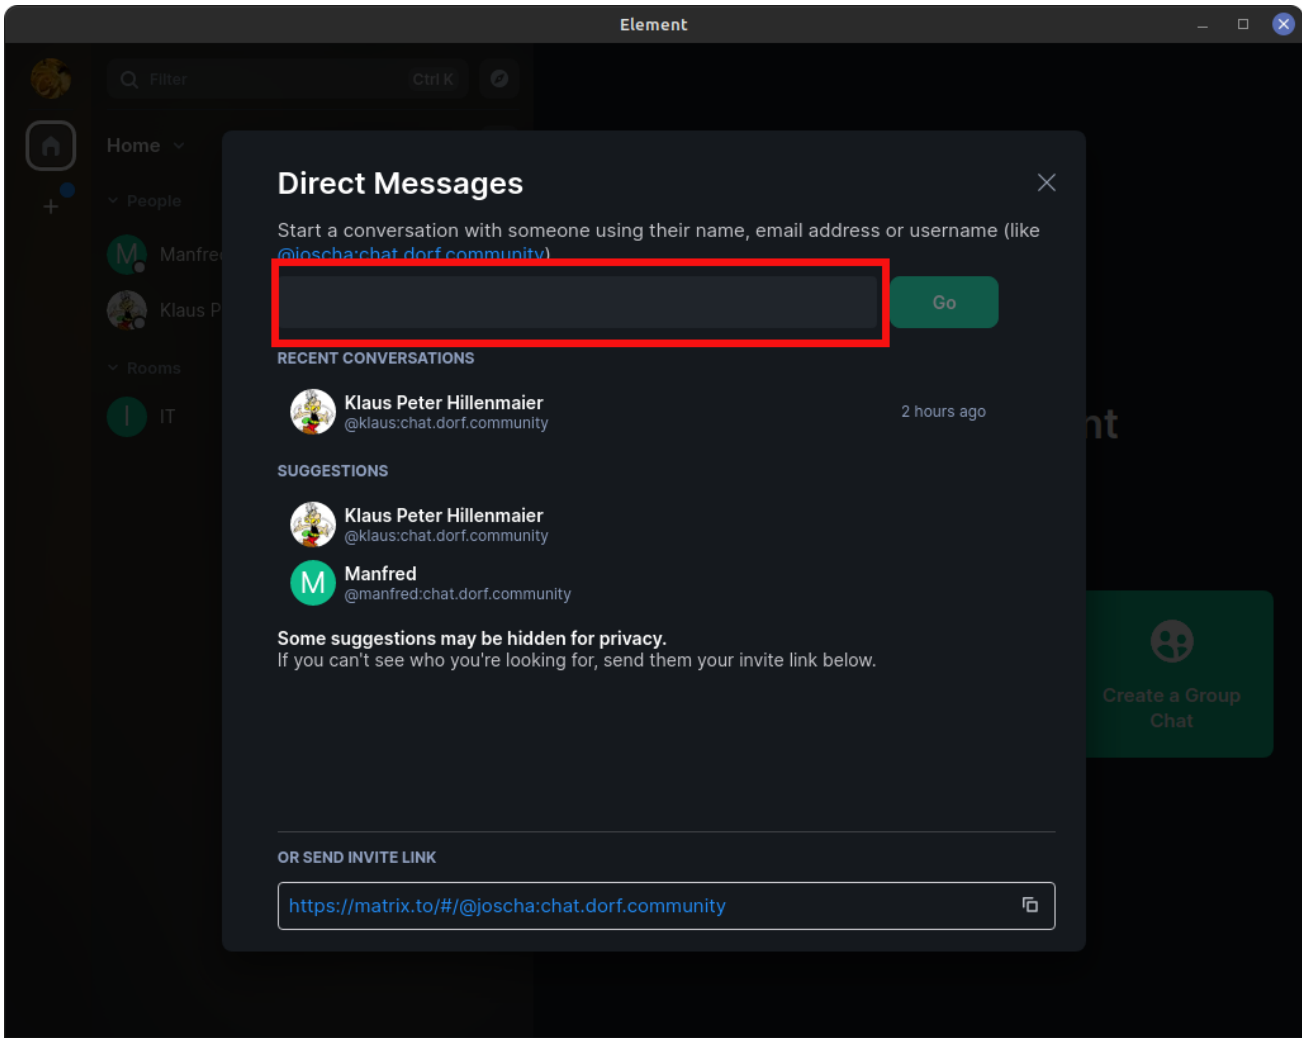 Element
Filter
Ctrl K
Home
People
Manfred
Klaus P
Rooms
I
IT
Direct Messages
Start a conversation with someone using their name, email address or username (like
@joscha:chat.dorf.community)
Go
RECENT CONVERSATIONS
Klaus Peter Hillenmaier
@klaus:chat.dorf.community
2 hours ago
SUGGESTIONS
Klaus Peter Hillenmaier
@klaus:chat.dorf.community
M
Manfred
@manfred:chat.dorf.community
Some suggestions may be hidden for privacy.
If you can't see who you're looking for, send them your invite link below.
OR SEND INVITE LINK
https://matrix.to/#/@joscha:chat.dorf.community
M
nt
Create a Group
Chat